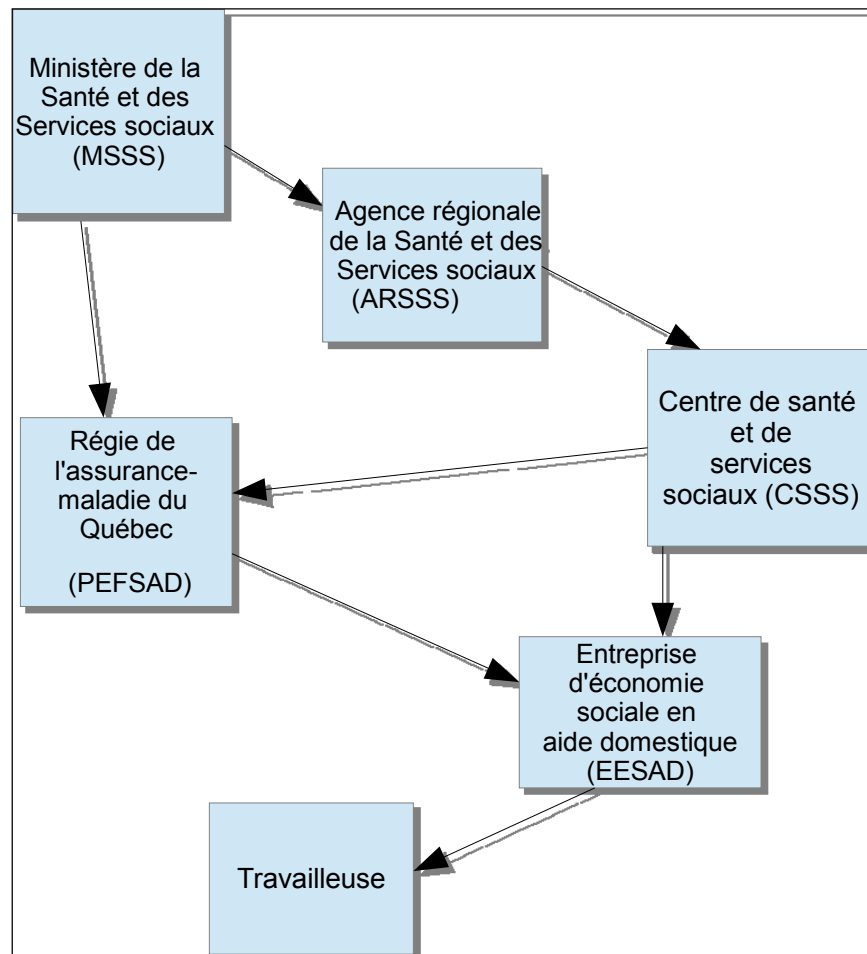 Ministère de la
Santé et des
Services sociaux
(MSSS)
Agence régionale
de la Santé et des
Services sociaux
(ARSSS)
Centre de santé
et de
services
sociaux (CSSS)
Régie de
l'assurance-
maladie du
Québec
(PEFSAD)
Entreprise
d'économie
sociale en
aide domestique
(EESAD)
Travailleuse